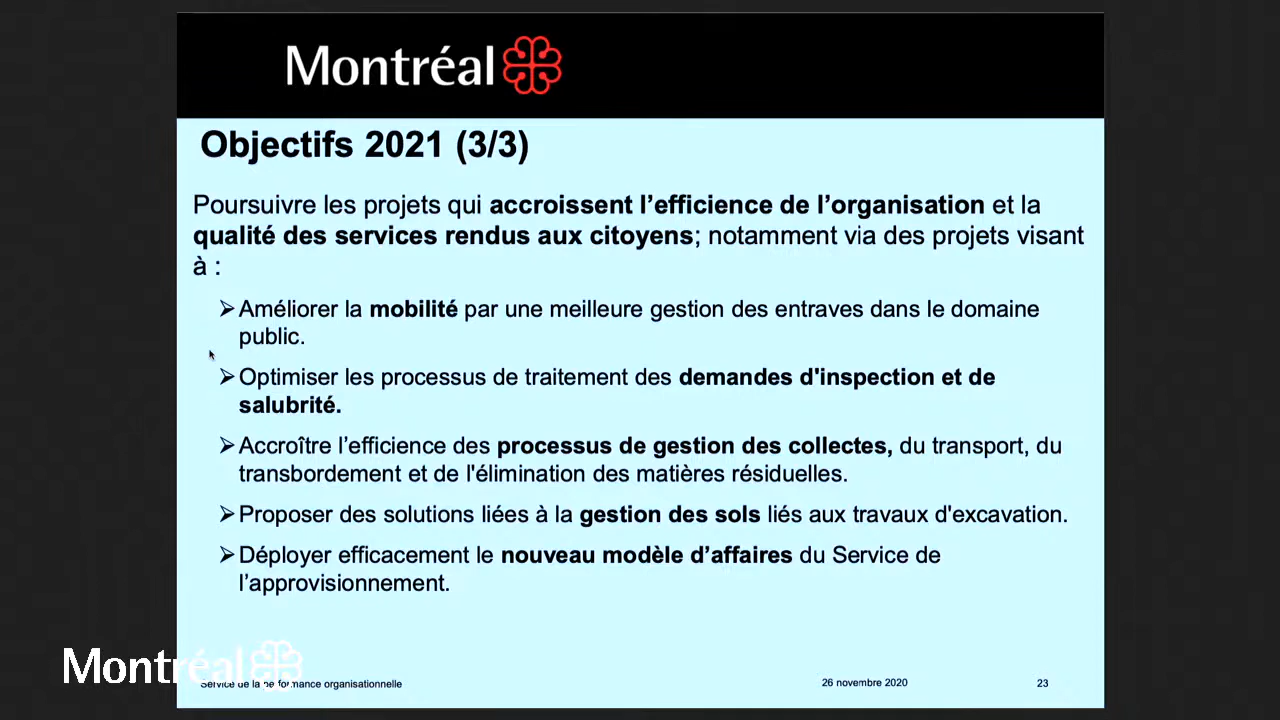 Montréal
Objectifs 2021 (3/3)
Poursuivre les projets qui accroissent l’efficience de l’organisation et la
qualité des services rendus aux citoyens; notamment via des projets visant
à :
Améliorer la mobilité par une meilleure gestion des entraves dans le domaine
public.
Optimiser les processus de traitement des demandes d'inspection et de
salubrité.
Accroître l’efficience des processus de gestion des collectes, du transport, du
transbordement et de l'élimination des matières résiduelles.
Proposer des solutions liées à la gestion des sols liés aux travaux d'excavation.
Déployer efficacement le nouveau modèle d’affaires du Service de
l’approvisionnement.
Montréal
Service de la performance organisationnelle 26 novembre 2020 23